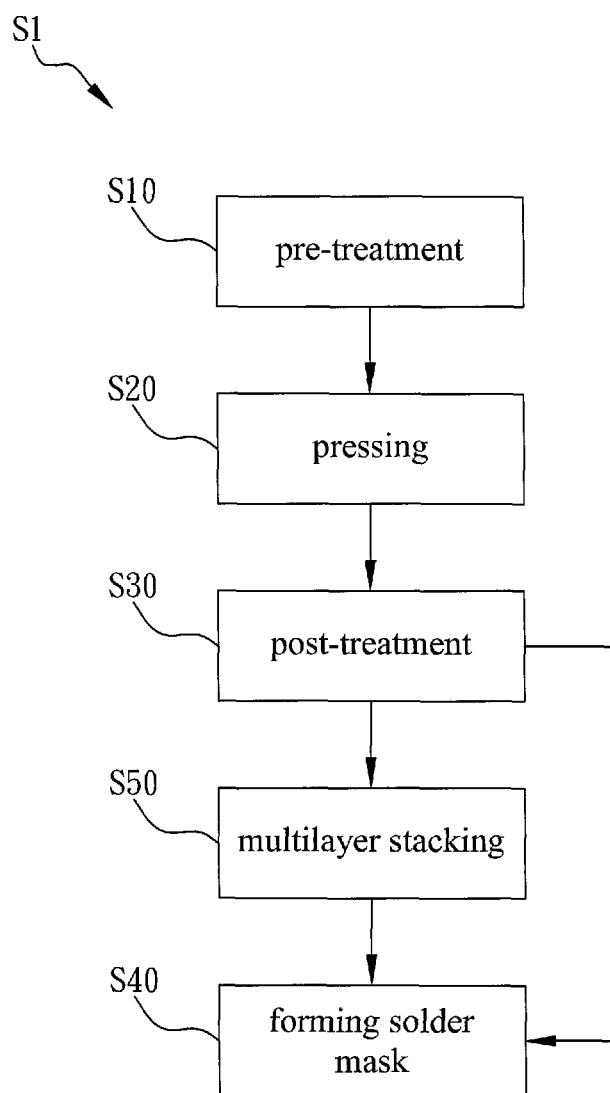 S1
S10
pre-treatment
S20
pressing
S30
post-treatment
S50
multilayer stacking
S40
forming solder
mask